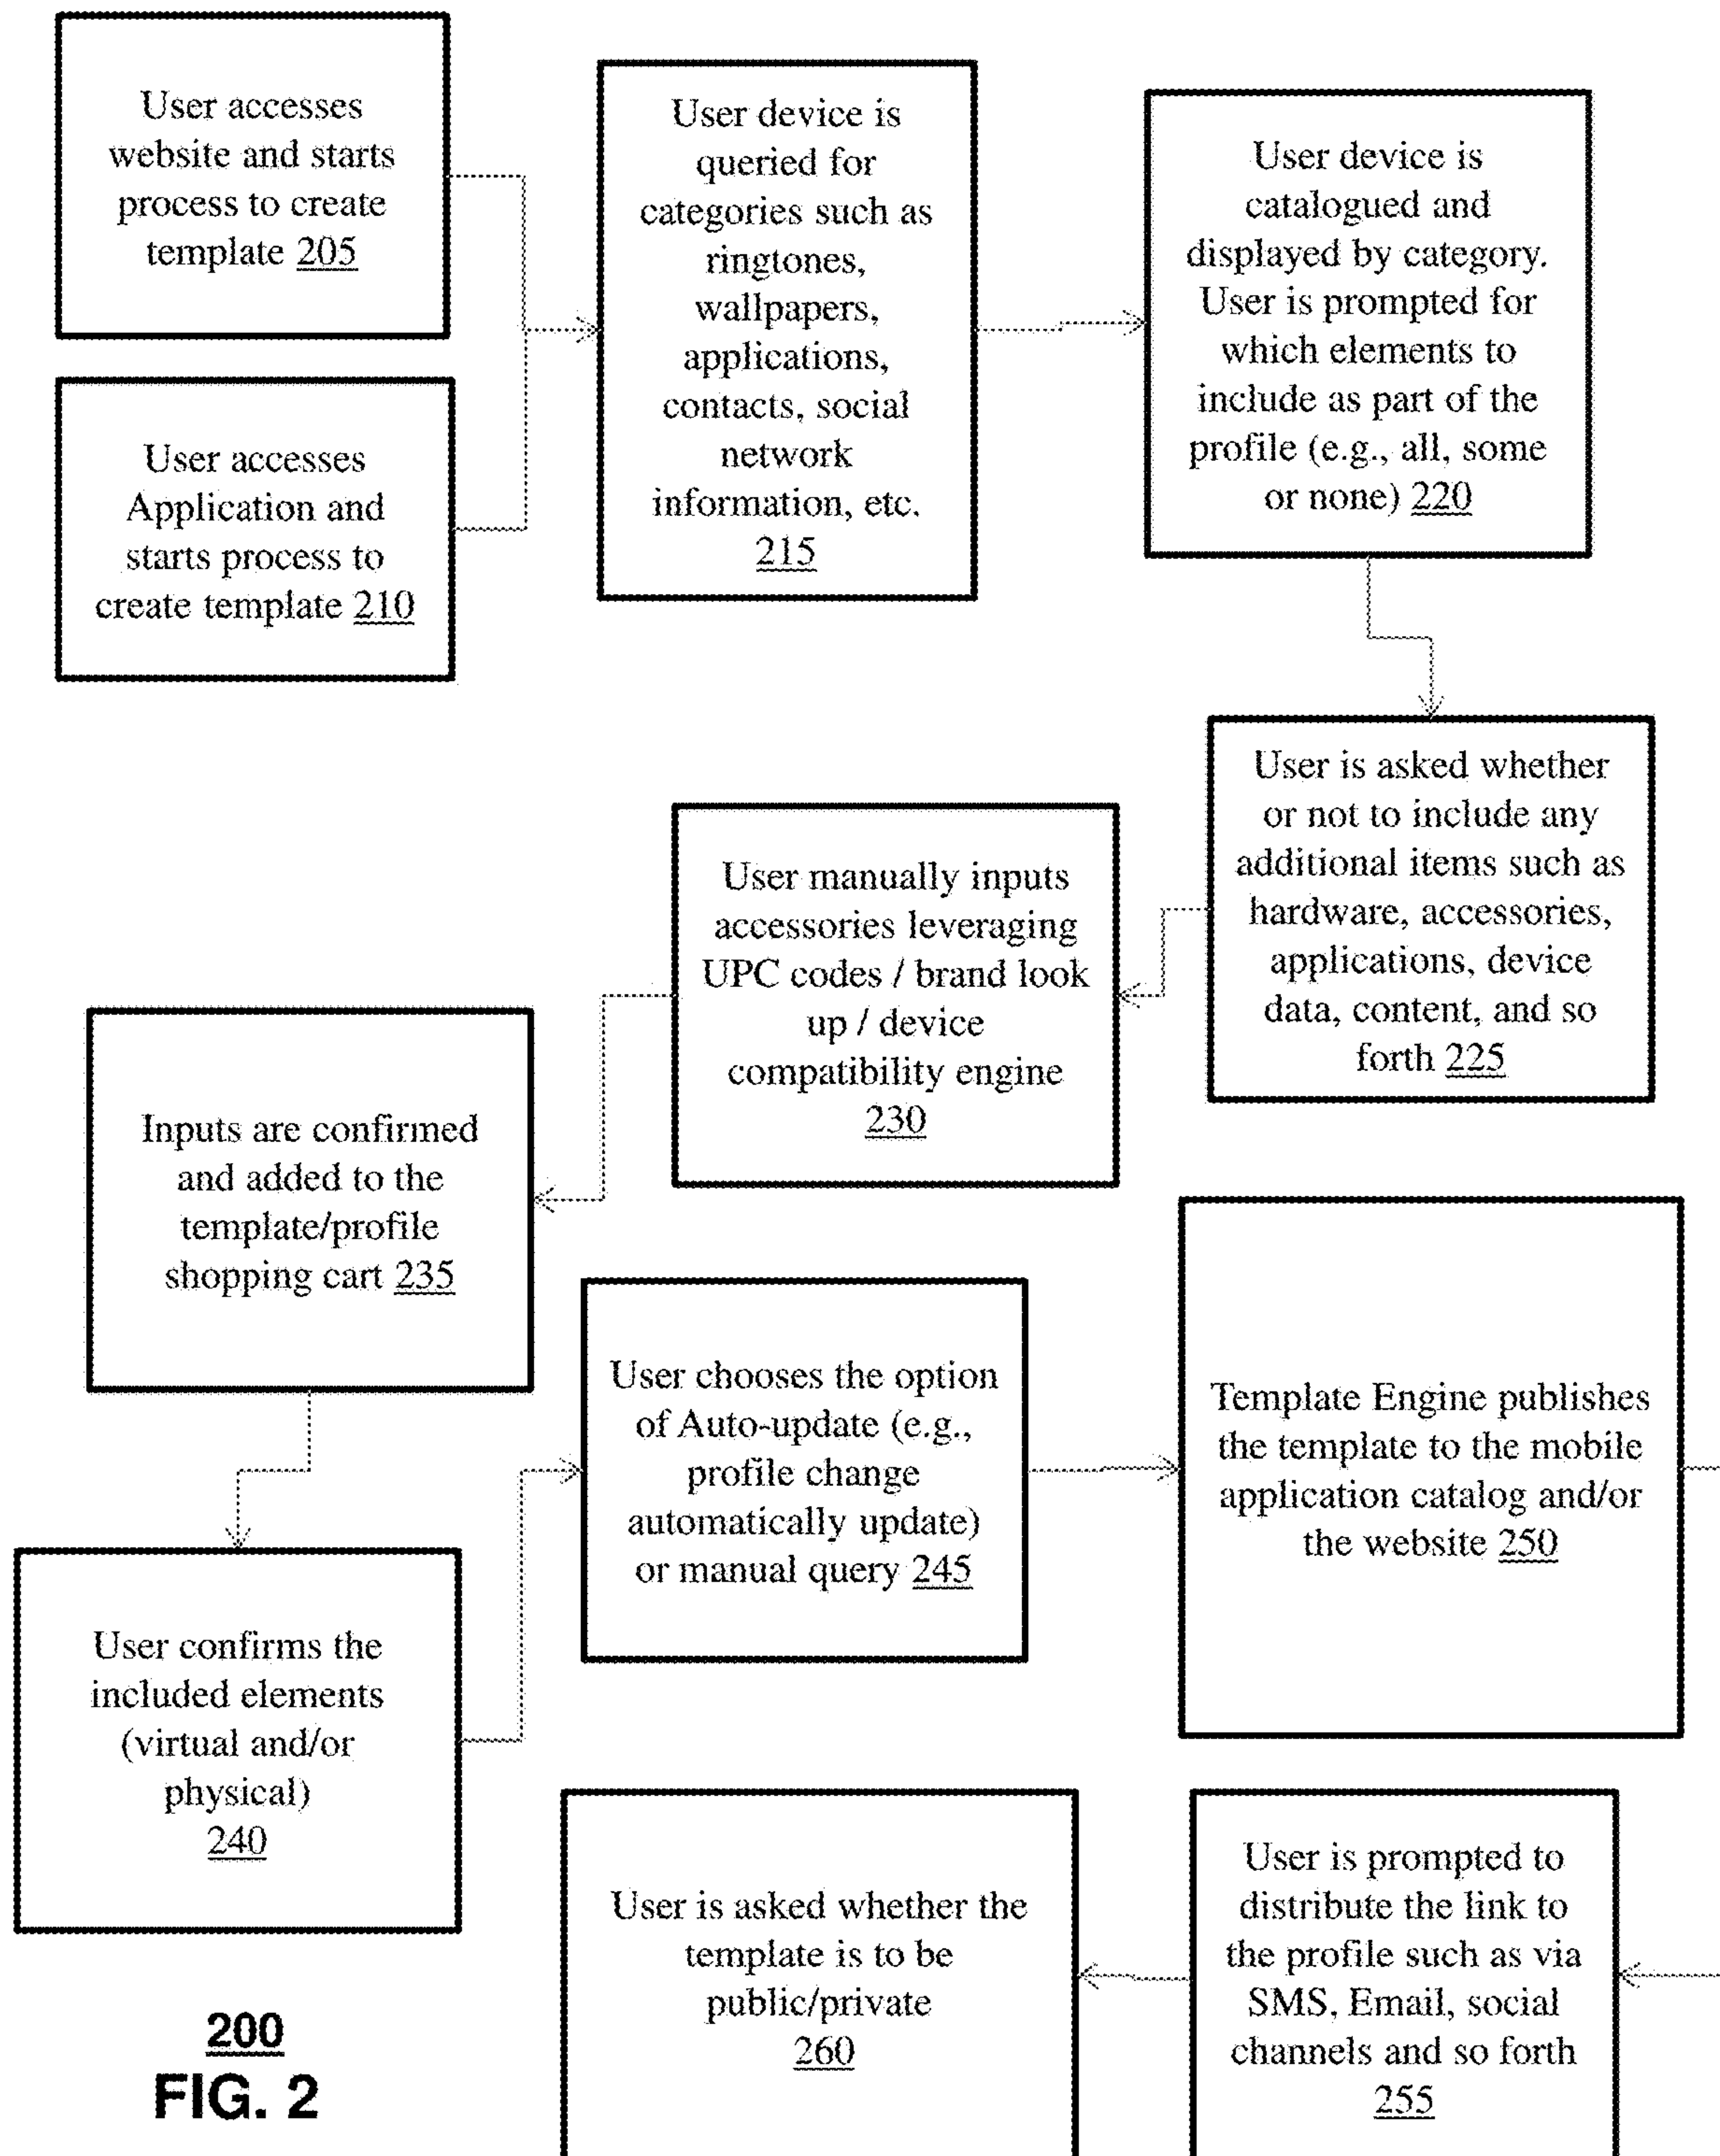 User accesses
website and starts
process to create
template 205
User accesses
Application and
starts process to
create template 210
User device is
queried for
categories such as
ringtones,
wallpapers,
applications,
contacts, social
network
information, etc.
215
User device is
catalogued and
displayed by category.
User is prompted for
which elements to
include as part of the
profile (e.g., all, some
or none) 220
User is asked whether
or not to include any
additional items such as
hardware, accessories,
applications, device
data, content, and so
forth 225
User manually inputs
accessories leveraging
UPC codes / brand look
up / device
compatibility engine
230
Inputs are confirmed
and added to the
template/profile
shopping cart 235
User confirms the
included elements
(virtual and/or
physical)
240
User chooses the option
of Auto-update (e.g.,
profile change
automatically update)
or manual query 245
Template Engine publishes
the template to the mobile
application catalog and/or
the website 250
User is prompted to
distribute the link to
the profile such as via
SMS, Email, social
channels and so forth
255
User is asked whether the
template is to be
public/private
260
200
FIG. 2